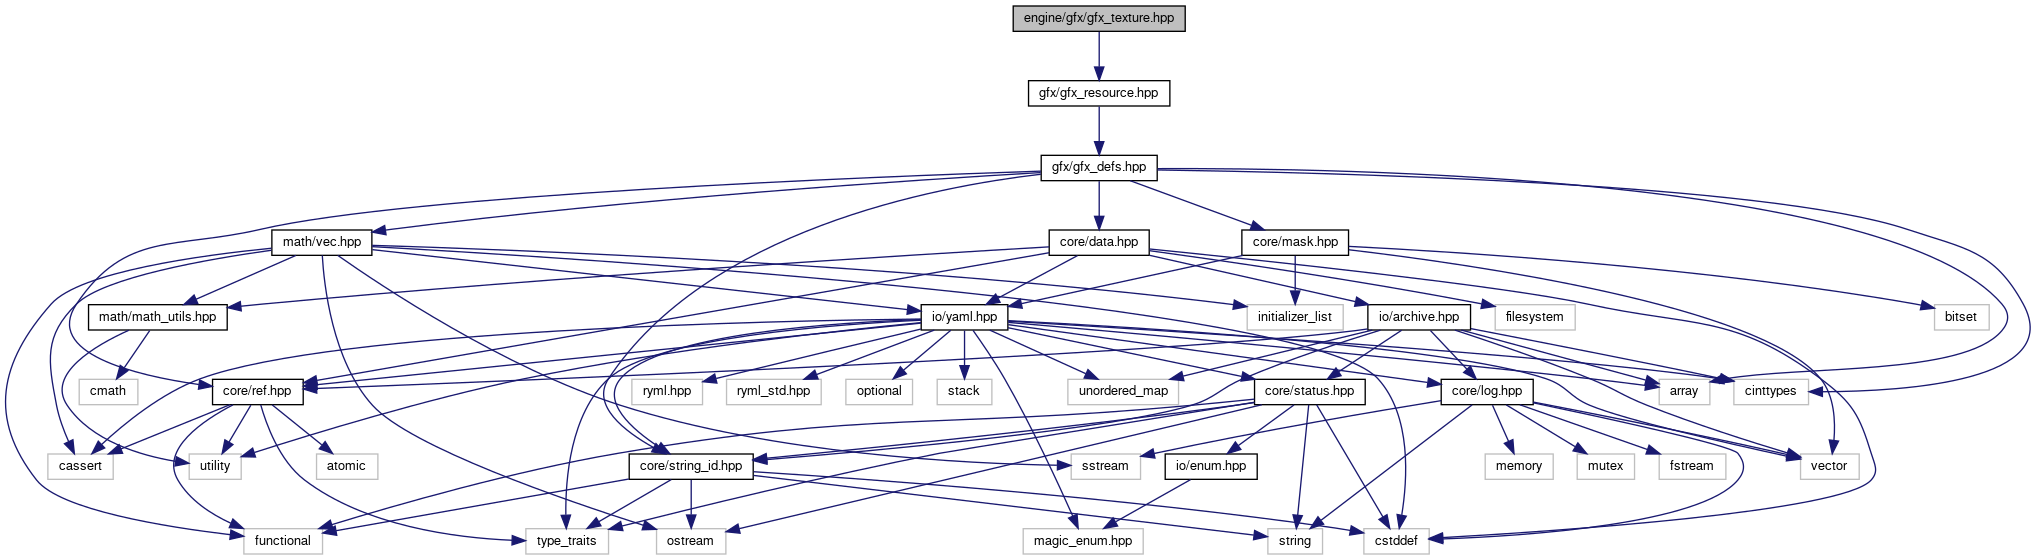 engine/gfx/gfx_texture.hpp
gfx/gfx_resource.hpp
gfx/gfx_defs.hpp
math/vec.hpp
core/data.hpp
core/mask.hpp
math/math_utils.hpp
io/yaml.hpp
initializer_list
io/archive.hpp
filesystem
bitset
cmath
core/ref.hpp
ryml.hpp
ryml_std.hpp
optional
stack
unordered_map
core/status.hpp
core/log.hpp
array
cinttypes
cassert
utility
atomic
core/string_id.hpp
sstream
io/enum.hpp
memory
mutex
fstream
vector
functional
type_traits
ostream
magic_enum.hpp
string
cstddef